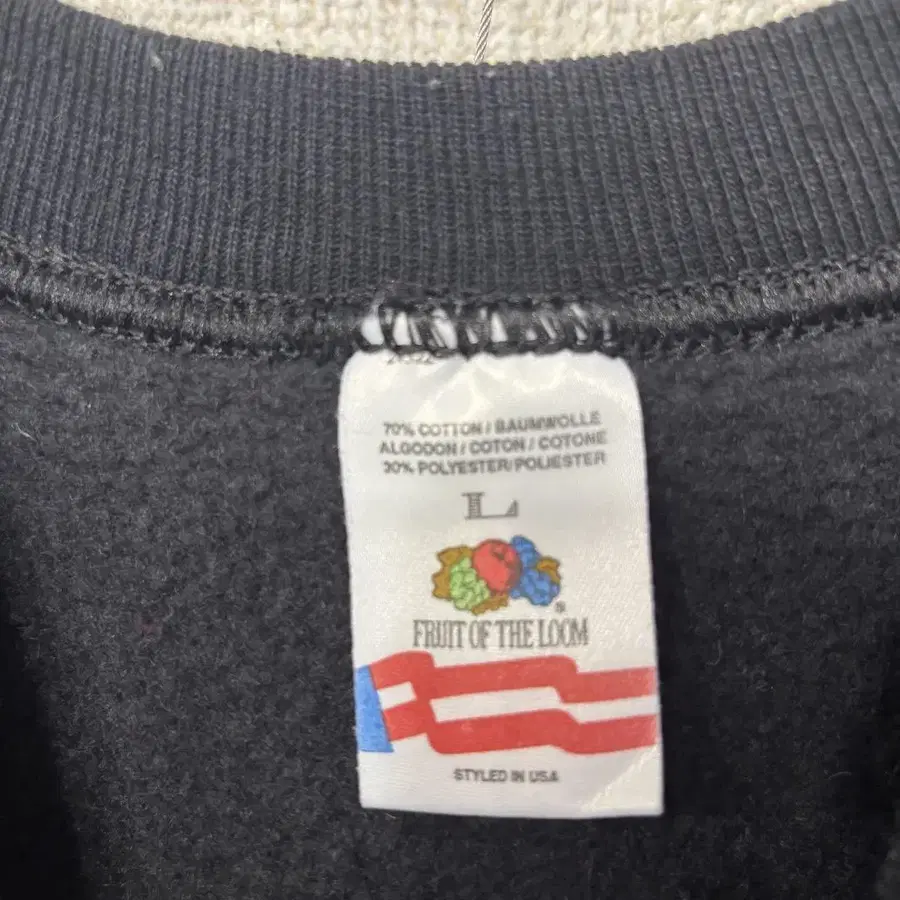 70% COTTON / BAUMWOLLE
ALGODON / COTON / COTONE
30% POLYESTER/POLIESTER
L
®
FRUIT OF THE LOOM
STYLED IN USA